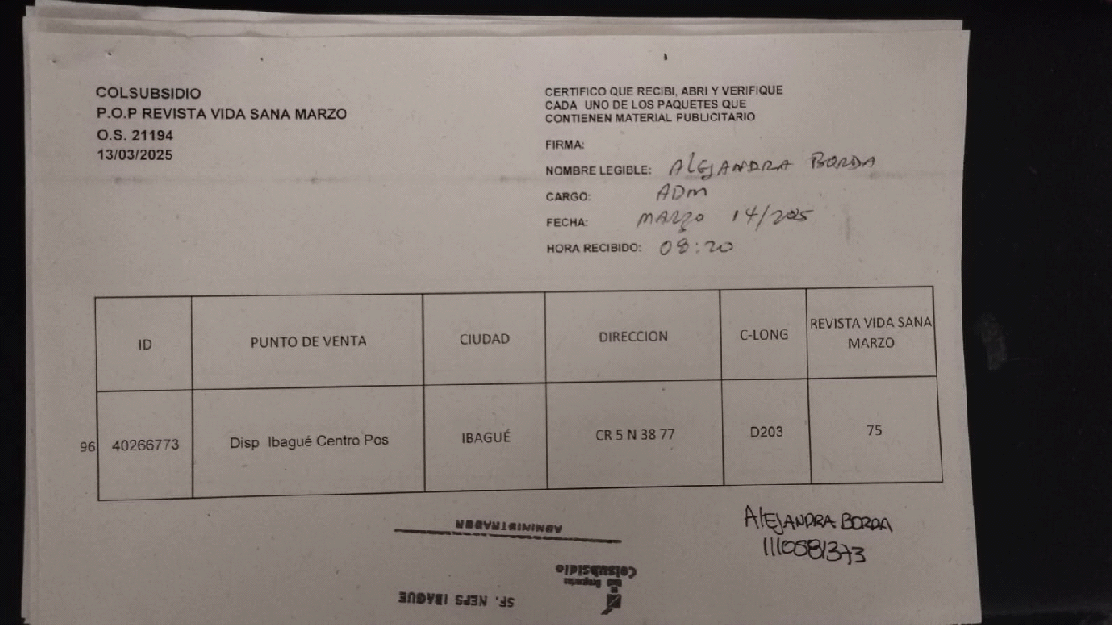 COLSUBSIDIO
P.O.P REVISTA VIDA SANA MARZO
O.S. 21194
13/03/2025
CERTIFICO QUE RECIBI, ABRI Y VERIFIQUE
CADA UNO DE LOS PAQUETES QUE
CONTIENEN MATERIAL PUBLICITARIO
FIRMA:
NOMBRE LEGIBLE: ALEJANDRA BORDA
CARGO: ADM
FECHA: MARZO 14/2025
HORA RECIBIDO: 08:20
ID PUNTO DE VENTA CIUDAD DIRECCION C-LONG REVISTA VIDA SANA
MARZO
96 40266773 Disp Ibagué Centro Pos IBAGUÉ CR 5 N 38 77 D203 75
ALEJANDRA BORDA
1110581373
ADMINISTRADOR
Colsubsidio
SF. NEPS IBAGUE